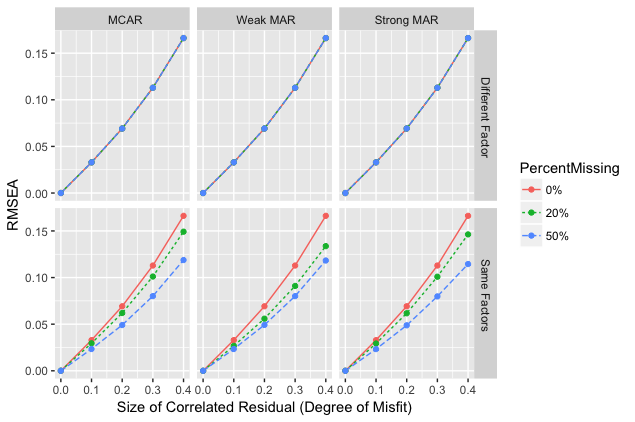 MCAR
Weak MAR
Strong MAR
0.15
0.10
0.05
0.00
Different Factor
0.15
0.10
0.05
0.00
Same Factors
RMSEA
0.0 0.1 0.2 0.3 0.4
0.0 0.1 0.2 0.3 0.4
0.0 0.1 0.2 0.3 0.4
Size of Correlated Residual (Degree of Misfit)
PercentMissing
0%
20%
50%